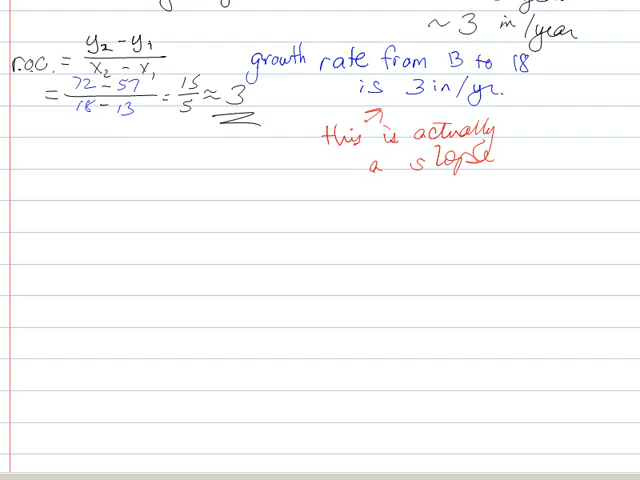 ~ 3 in/year
r.o.c. = y₂ - y₁ / x₂ - x₁
growth rate from 13 to 18
is 3 in/yr.
= 72 - 57 / 18 - 13 = 15 / 5 ≈ 3
this is actually
a slope